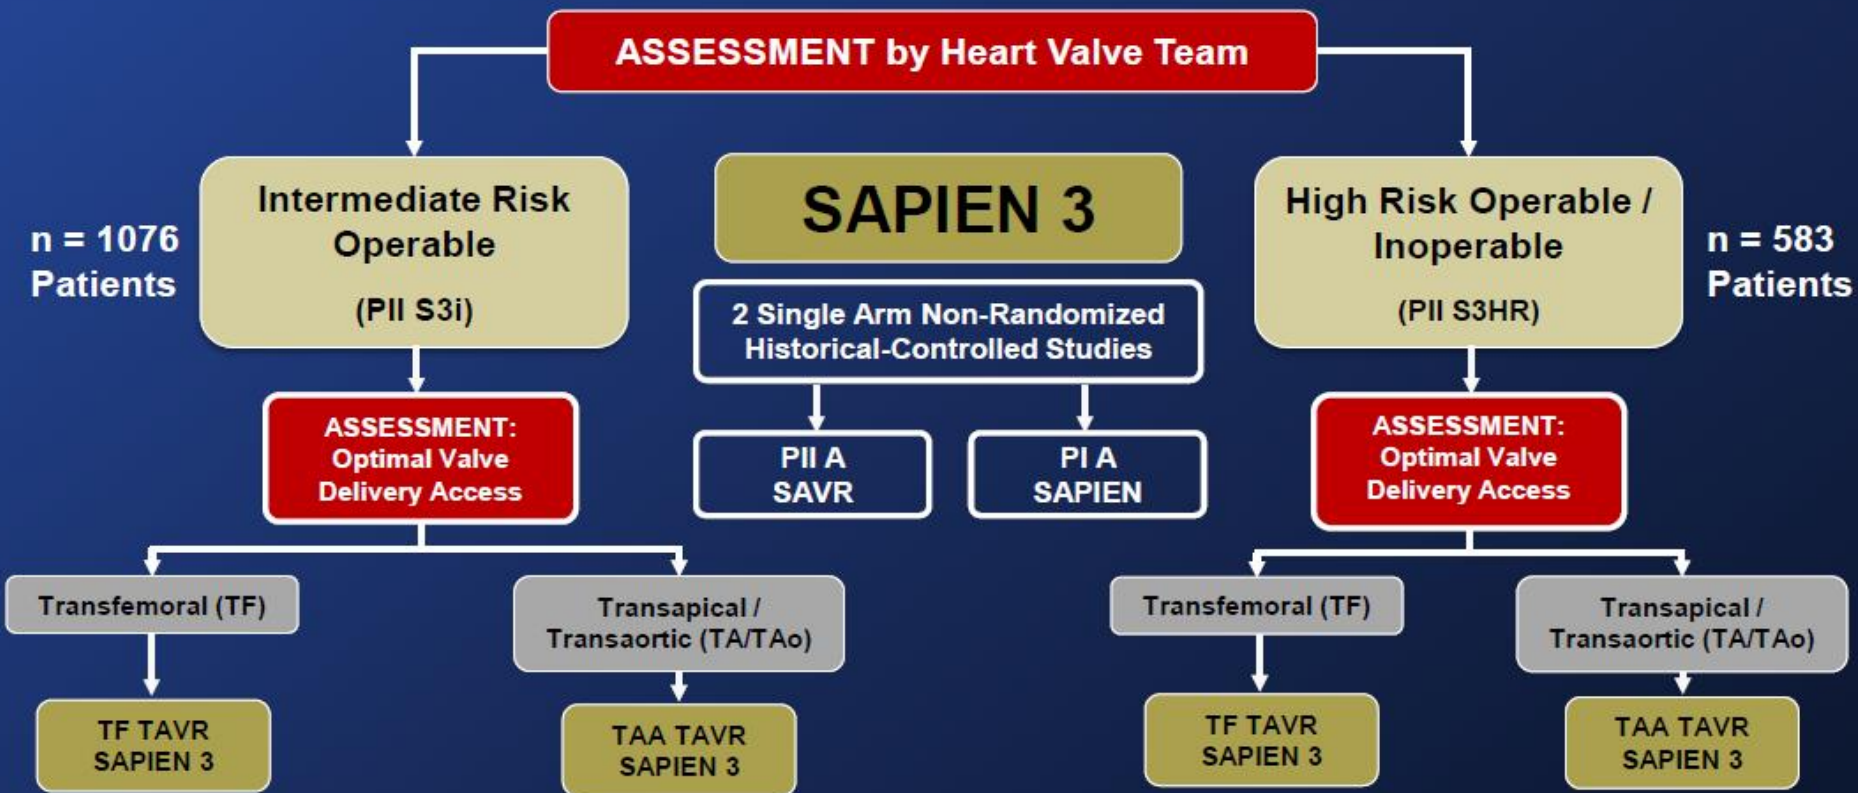 ASSESSMENT by Heart Valve Team
n = 1076
Patients
Intermediate Risk
Operable
(PII S3i)
SAPIEN 3
High Risk Operable /
Inoperable
(PII S3HR)
n = 583
Patients
2 Single Arm Non-Randomized
Historical-Controlled Studies
PII A
SAVR
PI A
SAPIEN
ASSESSMENT:
Optimal Valve
Delivery Access
ASSESSMENT:
Optimal Valve
Delivery Access
Transfemoral (TF)
Transapical /
Transaortic (TA/TAo)
Transfemoral (TF)
Transapical /
Transaortic (TA/TAo)
TF TAVR
SAPIEN 3
TAA TAVR
SAPIEN 3
TF TAVR
SAPIEN 3
TAA TAVR
SAPIEN 3